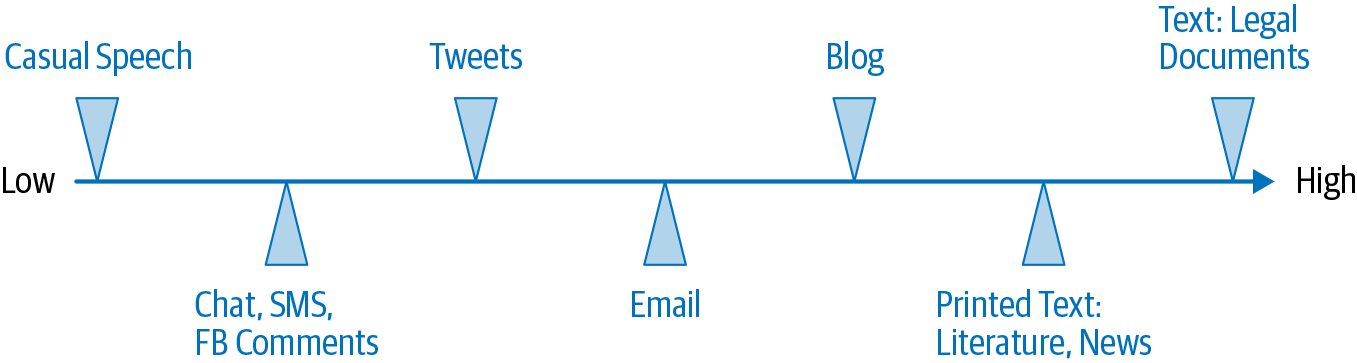 Casual Speech
Tweets
Blog
Text: Legal
Documents
Low
High
Chat, SMS,
FB Comments
Email
Printed Text:
Literature, News